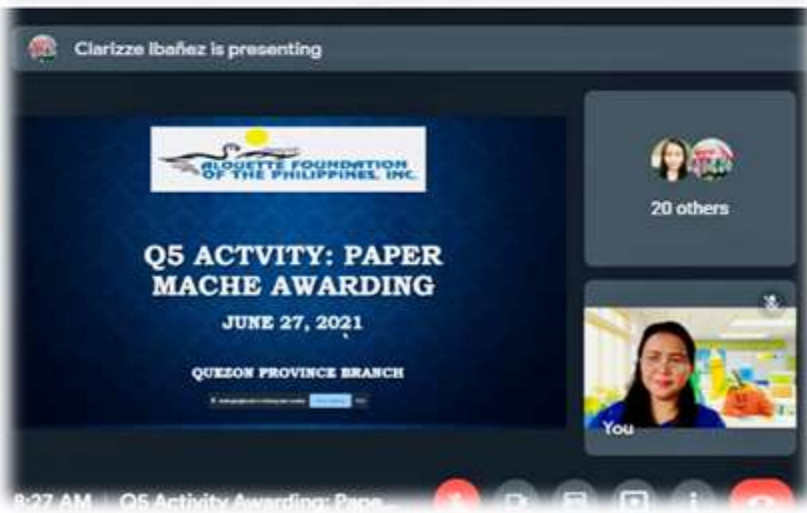 Clarizze Ibañez is presenting
ALOUETTE FOUNDATION
OF THE PHILIPPINES, INC.
Q5 ACTVITY: PAPER
MACHE AWARDING
JUNE 27, 2021
QUEZON PROVINCE BRANCH
20 others
You
8:27 AM | Q5 Activity Awarding: Pape...